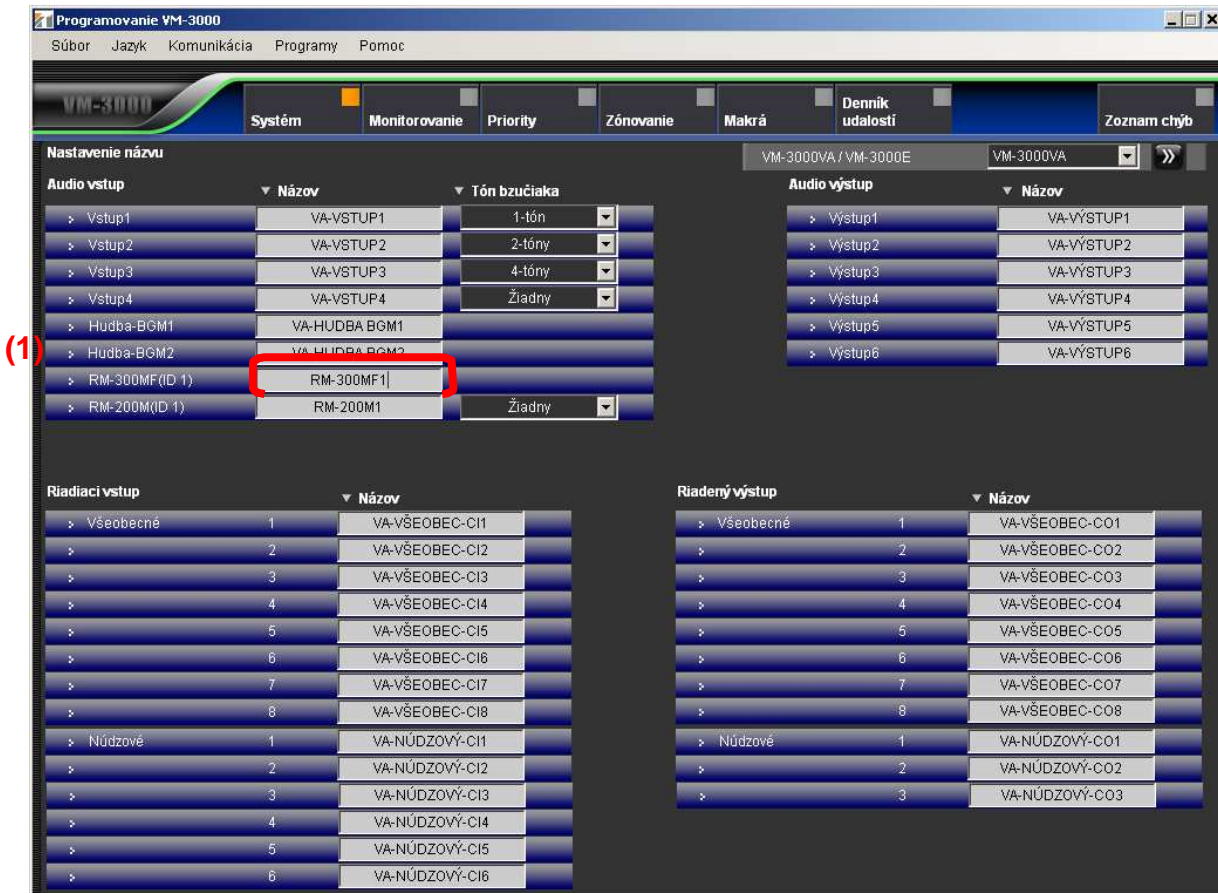 Programovanie VM-3000
Súbor Jazyk Komunikácia Programy Pomoc
VM-3000 Systém Monitorovanie Priority Zónovanie Makrá Denník udalostí Zoznam chýb
Nastavenie názvu VM-3000VA / VM-3000E VM-3000VA
Audio vstup Názov Tón bzučiaka Audio výstup Názov
Vstup1 VA-VSTUP1 1-tón Výstup1 VA-VÝSTUP1
Vstup2 VA-VSTUP2 2-tóny Výstup2 VA-VÝSTUP2
Vstup3 VA-VSTUP3 4-tóny Výstup3 VA-VÝSTUP3
Vstup4 VA-VSTUP4 Žiadny Výstup4 VA-VÝSTUP4
Hudba-BGM1 VA-HUDBA BGM1 Výstup5 VA-VÝSTUP5
(1) Hudba-BGM2 VA-HUDBA BGM2 Výstup6 VA-VÝSTUP6
RM-300MF(ID 1) RM-300MF1
RM-200M(ID 1) RM-200M1 Žiadny
Riadiaci vstup Názov Riadený výstup Názov
Všeobecné 1 VA-VŠEOBEC-CI1 Všeobecné 1 VA-VŠEOBEC-CO1
2 VA-VŠEOBEC-CI2 2 VA-VŠEOBEC-CO2
3 VA-VŠEOBEC-CI3 3 VA-VŠEOBEC-CO3
4 VA-VŠEOBEC-CI4 4 VA-VŠEOBEC-CO4
5 VA-VŠEOBEC-CI5 5 VA-VŠEOBEC-CO5
6 VA-VŠEOBEC-CI6 6 VA-VŠEOBEC-CO6
7 VA-VŠEOBEC-CI7 7 VA-VŠEOBEC-CO7
8 VA-VŠEOBEC-CI8 8 VA-VŠEOBEC-CO8
Núdzové 1 VA-NÚDZOVÝ-CI1 Núdzové 1 VA-NÚDZOVÝ-CO1
2 VA-NÚDZOVÝ-CI2 2 VA-NÚDZOVÝ-CO2
3 VA-NÚDZOVÝ-CI3 3 VA-NÚDZOVÝ-CO3
4 VA-NÚDZOVÝ-CI4
5 VA-NÚDZOVÝ-CI5
6 VA-NÚDZOVÝ-CI6